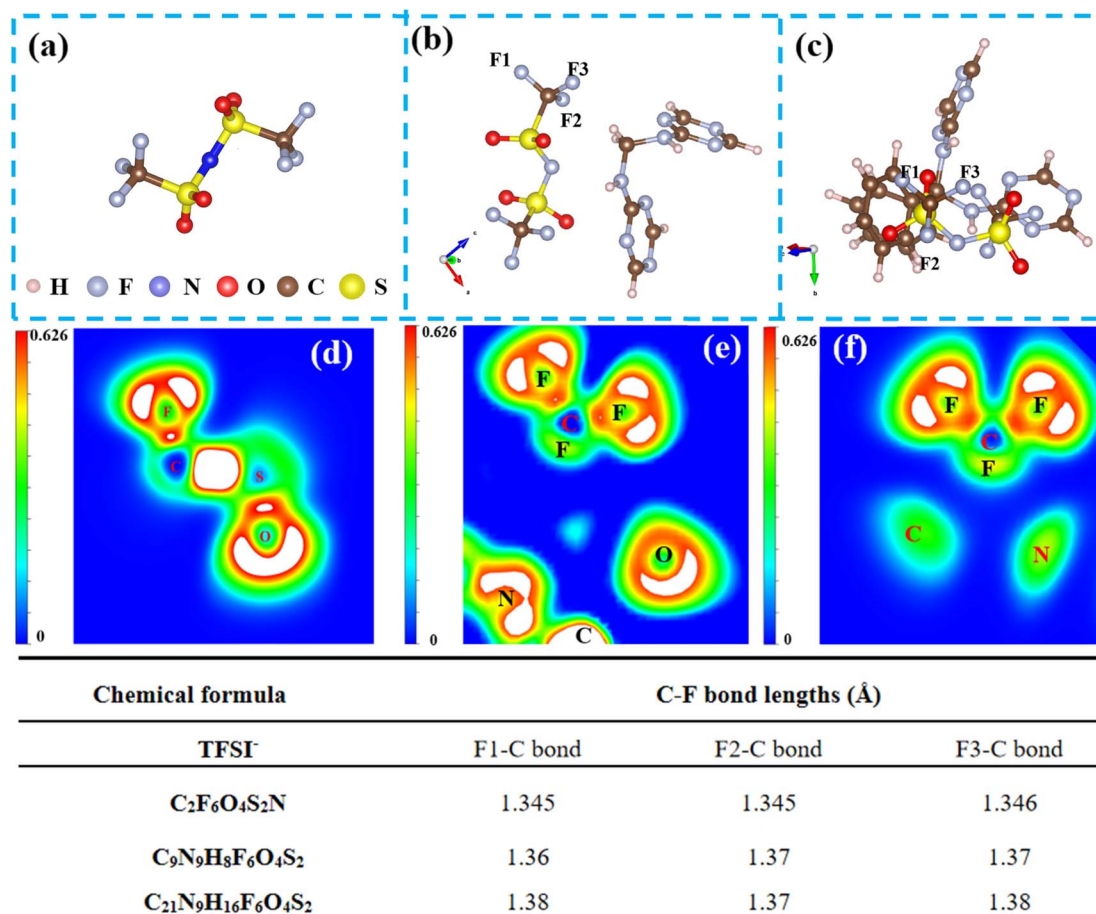 (a)
H F N O C S
(b)
F1
F3
F2
c
b
a
(c)
F1
F3
F2
b
0.626
(d)
F
C
S
O
0
0.626
(e)
F
F
C
F
O
N
C
0
0.626
(f)
F
F
C
F
C
N
0
Chemical formula C-F bond lengths (Å)
TFSI⁻ F1-C bond F2-C bond F3-C bond
C₂F₆O₄S₂N 1.345 1.345 1.346
C₉N₉H₈F₆O₄S₂ 1.36 1.37 1.37
C₂₁N₉H₁₆F₆O₄S₂ 1.38 1.37 1.38